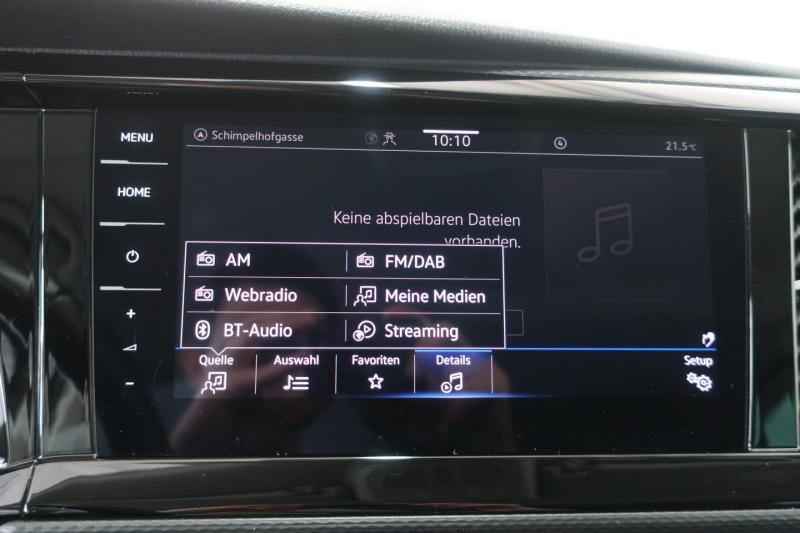 MENU
HOME
+
-
Schimpelhofgasse
10:10
4
21.5°C
Keine abspielbaren Dateien
vorhanden.
AM
FM/DAB
Webradio
Meine Medien
BT-Audio
Streaming
Quelle
Auswahl
Favoriten
Details
Setup